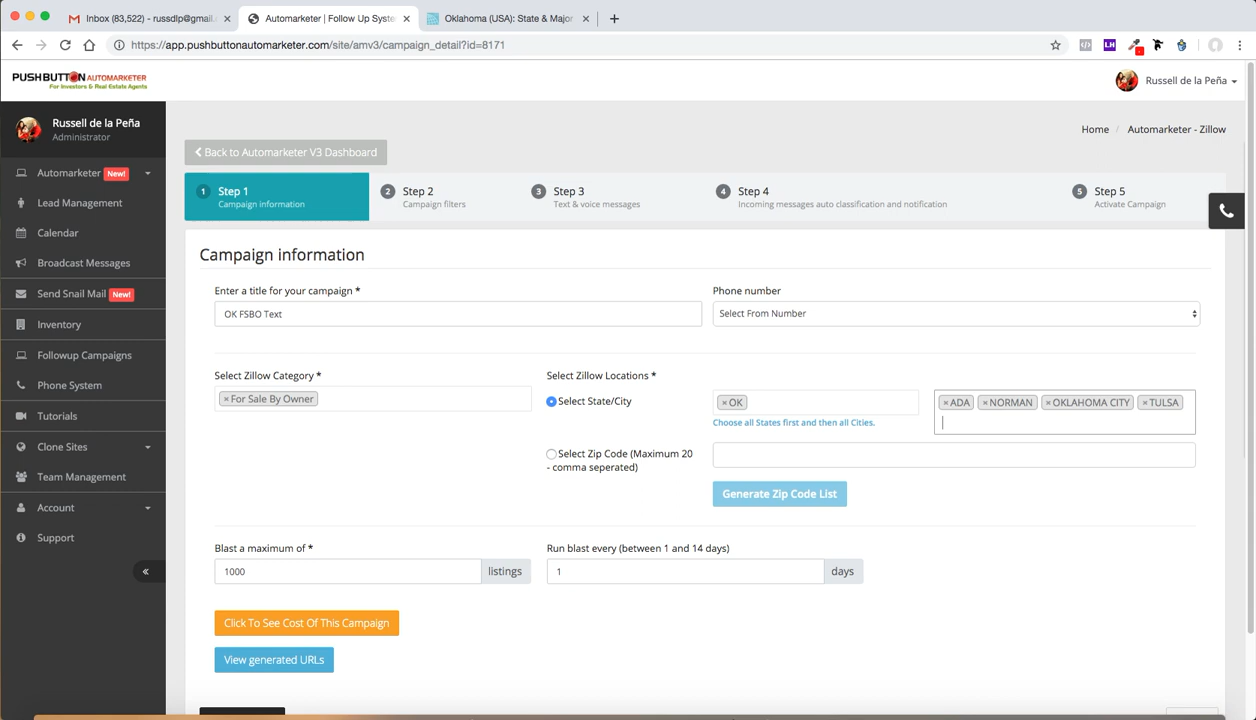 Inbox (83,522) - russdlp@gmail.
Automarketer | Follow Up Syste
Oklahoma (USA): State & Major
https://app.pushbuttonautomarketer.com/site/amv3/campaign_detail?id=8171
LH
PUSHBUTTON AUTOMARKETER
For Investors & Real Estate Agents
Russell de la Peña
Russell de la Peña
Administrator
Home / Automarketer - Zillow
Automarketer New!
Lead Management
Calendar
Broadcast Messages
Send Snail Mail New!
Inventory
Followup Campaigns
Phone System
Tutorials
Clone Sites
Team Management
Account
Support
«
Back to Automarketer V3 Dashboard
1 Step 1
Campaign information
2 Step 2
Campaign filters
3 Step 3
Text & voice messages
4 Step 4
Incoming messages auto classification and notification
5 Step 5
Activate Campaign
Campaign information
Enter a title for your campaign *
OK FSBO Text
Phone number
Select From Number
Select Zillow Category *
× For Sale By Owner
Select Zillow Locations *
Select State/City
× OK
Choose all States first and then all Cities.
× ADA × NORMAN × OKLAHOMA CITY × TULSA
Select Zip Code (Maximum 20
- comma seperated)
Generate Zip Code List
Blast a maximum of *
1000 listings
Run blast every (between 1 and 14 days)
1 days
Click To See Cost Of This Campaign
View generated URLs